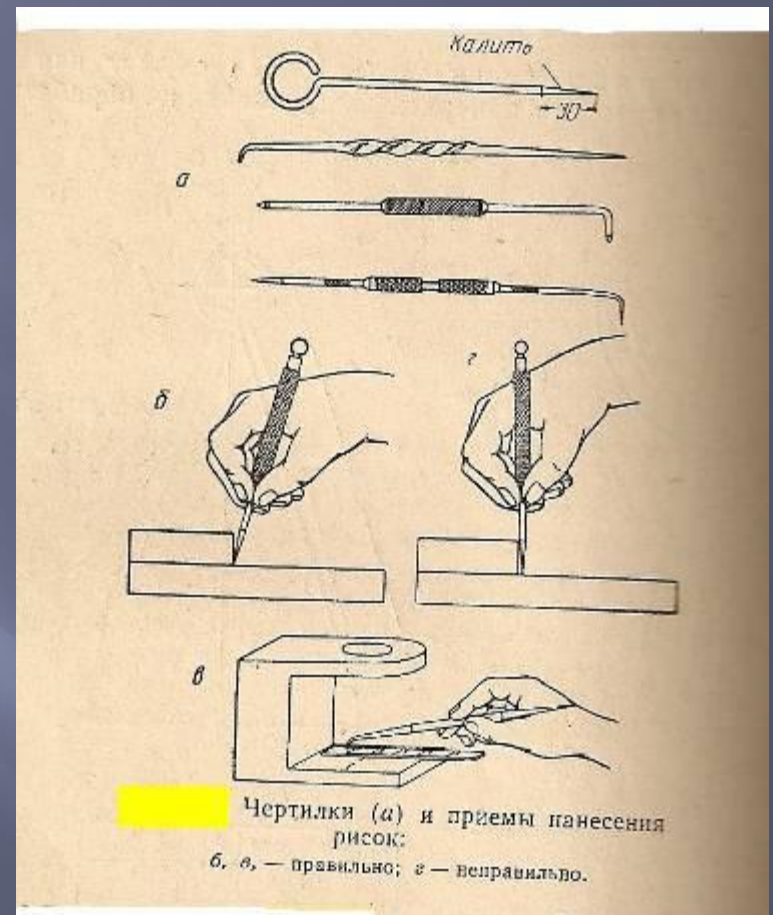 Калить
30
а
б
г
в
Чертилки (а) и приемы нанесения
рисок:
б, в, — правильно; г — неправильно.